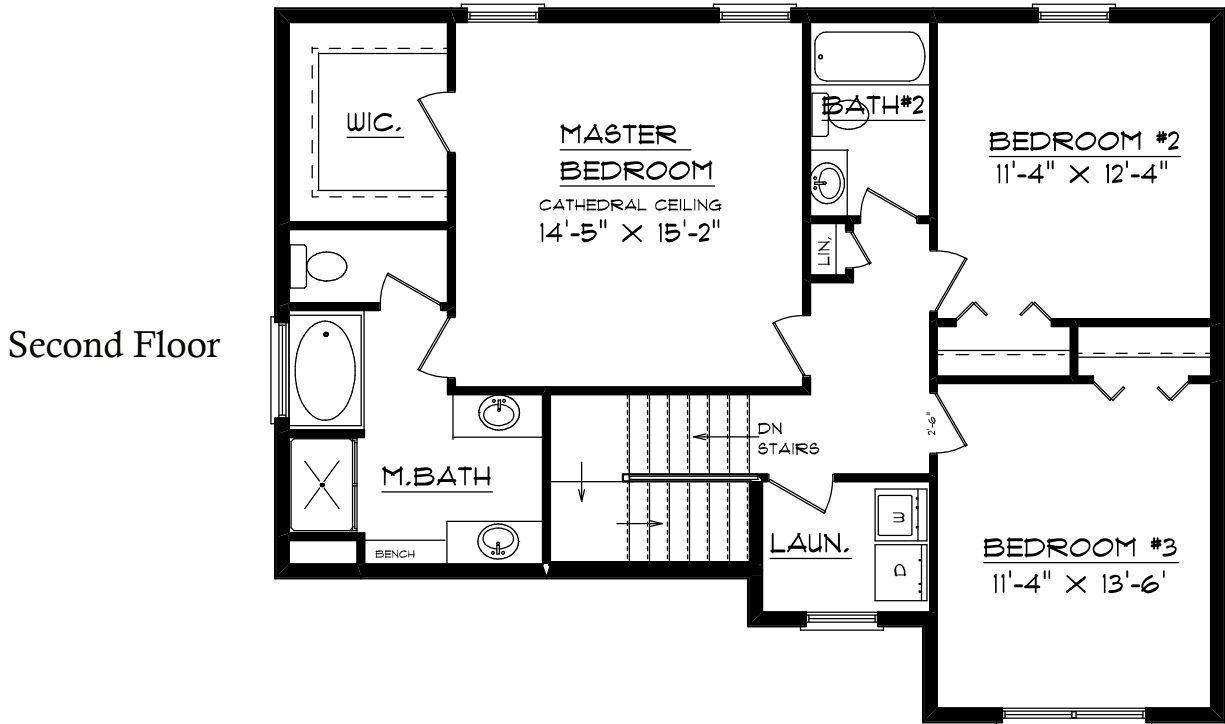 Second Floor
WIC.
MASTER
BEDROOM
CATHEDRAL CEILING
14'-5" X 15'-2"
BATH#2
LIN.
BEDROOM #2
11'-4" X 12'-4"
M.BATH
BENCH
DN
STAIRS
2'-6"
LAUN.
W
D
BEDROOM #3
11'-4" X 13'-6'